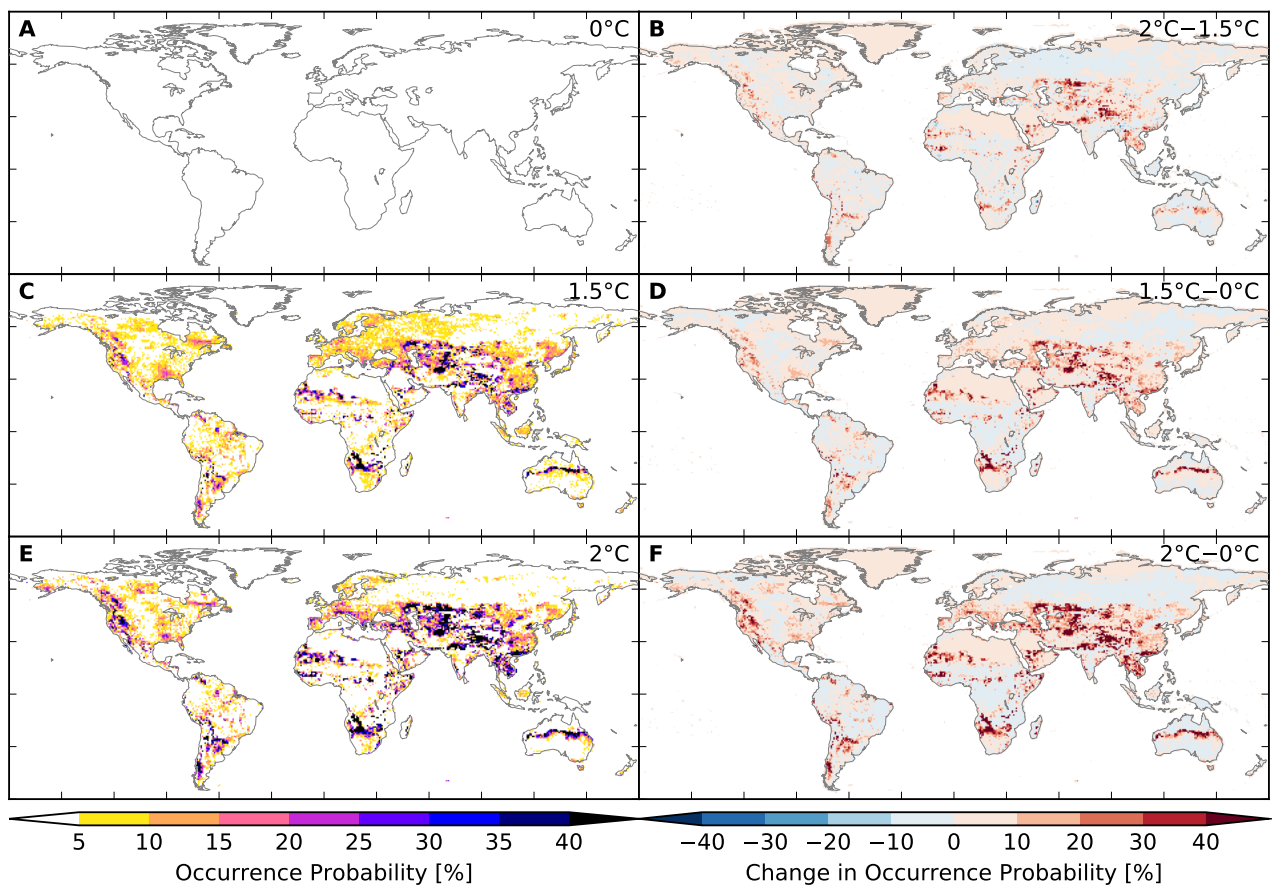 A 0°C
B 2°C−1.5°C
C 1.5°C
D 1.5°C−0°C
E 2°C
F 2°C−0°C
5 10 15 20 25 30 35 40
−40 −30 −20 −10 0 10 20 30 40
Occurrence Probability [%]
Change in Occurrence Probability [%]